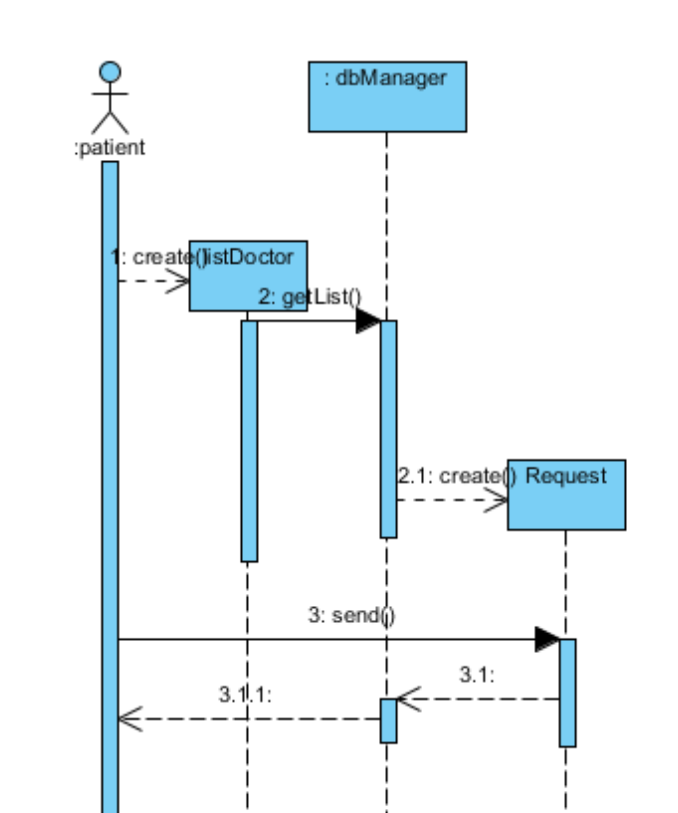 : dbManager
:patient
1: create()
listDoctor
2: getList()
2.1: create()
Request
3: send()
3.1:
3.1.1: